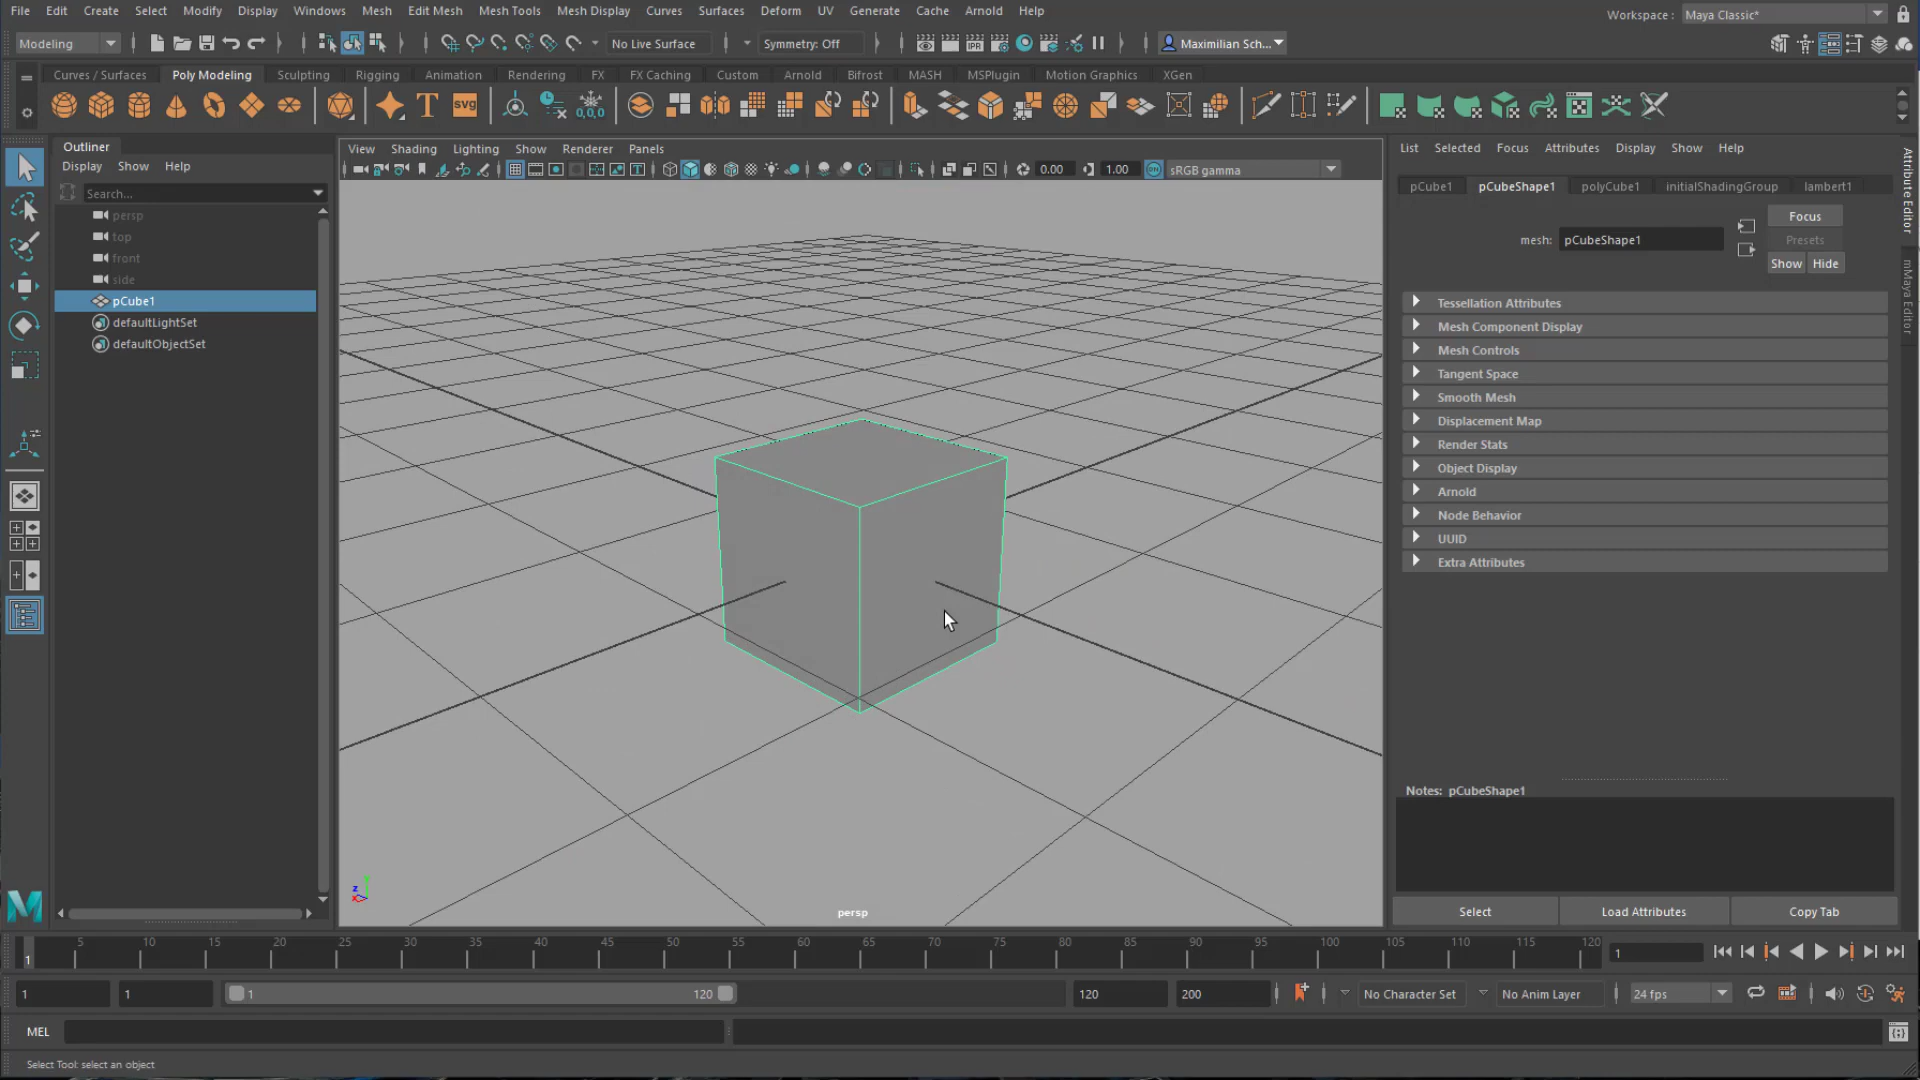 File Edit Create Select Modify Display Windows Mesh Edit Mesh Mesh Tools Mesh Display Curves Surfaces Deform UV Generate Cache Arnold Help
Workspace : Maya Classic*
Modeling No Live Surface Symmetry: Off IPR Maximilian Sch...
Curves / Surfaces Poly Modeling Sculpting Rigging Animation Rendering FX FX Caching Custom Arnold Bifrost MASH MSPlugin Motion Graphics XGen
T SVG 0,0,0
Outliner
Display Show Help
Search...
persp
top
front
side
pCube1
defaultLightSet
defaultObjectSet
View Shading Lighting Show Renderer Panels
0.00 1.00 sRGB gamma
persp
List Selected Focus Attributes Display Show Help
pCube1 pCubeShape1 polyCube1 initialShadingGroup lambert1
mesh: pCubeShape1
Focus
Presets
Show Hide
Tessellation Attributes
Mesh Component Display
Mesh Controls
Tangent Space
Smooth Mesh
Displacement Map
Render Stats
Object Display
Arnold
Node Behavior
UUID
Extra Attributes
Notes: pCubeShape1
Select Load Attributes Copy Tab
Attribute Editor
mMaya Editor
5 10 15 20 25 30 35 40 45 50 55 60 65 70 75 80 85 90 95 100 105 110 115 120
1 1
1 1 1 120 120 200 No Character Set No Anim Layer 24 fps
MEL
Select Tool: select an object